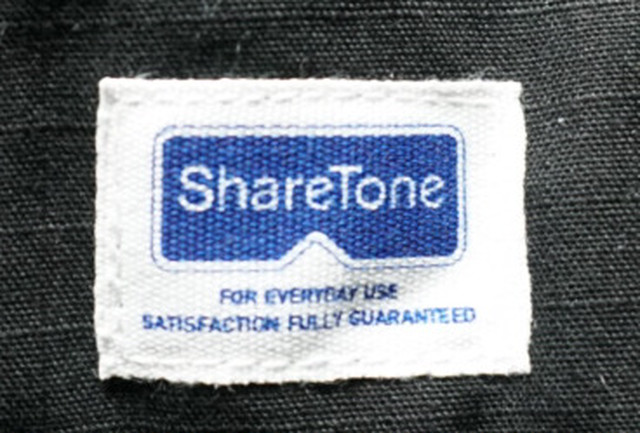 ShareTone
FOR EVERYDAY USE
SATISFACTION FULLY GUARANTEED